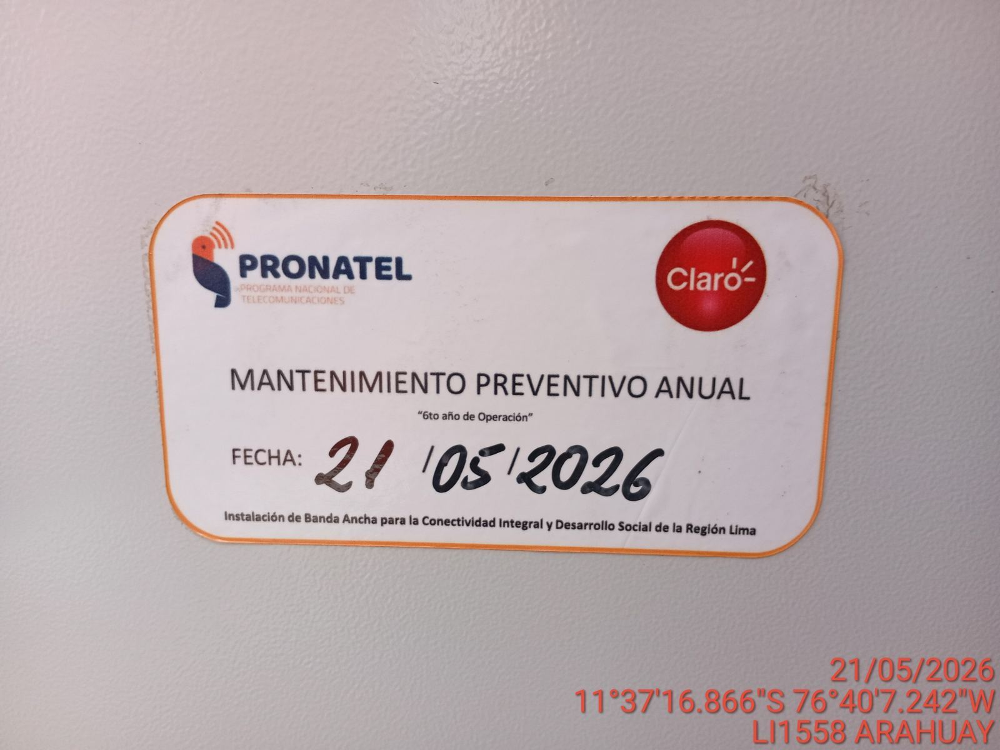 PRONATEL
PROGRAMA NACIONAL DE
TELECOMUNICACIONES
Claro
MANTENIMIENTO PREVENTIVO ANUAL
“6to año de Operación”
FECHA: 21 /05/2026
Instalación de Banda Ancha para la Conectividad Integral y Desarrollo Social de la Región Lima
21/05/2026
11°37'16.866"S 76°40'7.242"W
LI1558 ARAHUAY